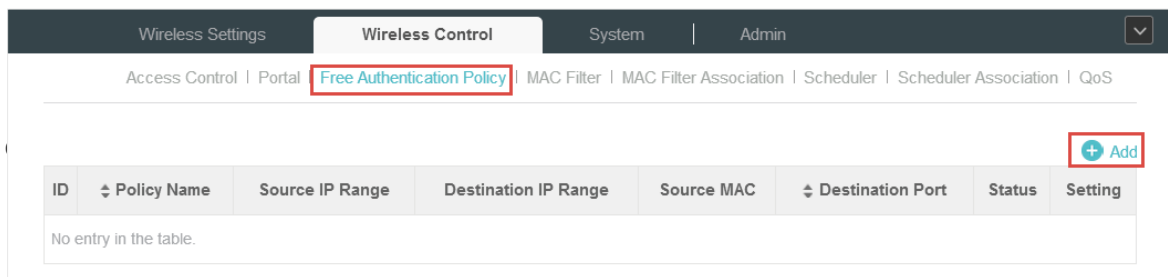 Wireless Settings Wireless Control System | Admin
Access Control | Portal | Free Authentication Policy | MAC Filter | MAC Filter Association | Scheduler | Scheduler Association | QoS
Add
ID Policy Name Source IP Range Destination IP Range Source MAC Destination Port Status Setting
No entry in the table.